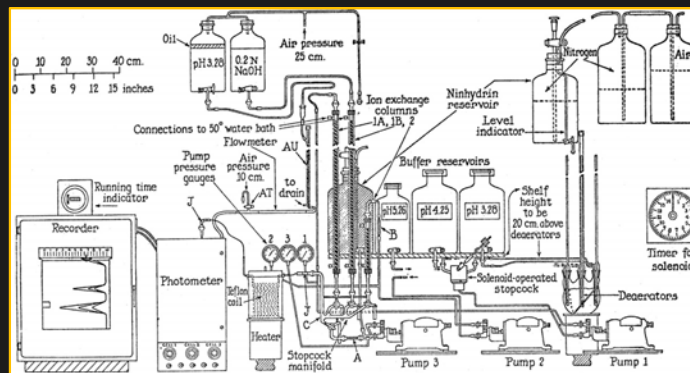 Oil
pH 3.28
0.2 N
NaOH
Air pressure
25 cm.
0 10 20 30 40 cm.
0 3 6 9 12 15 inches
Nitrogen
Air
Ninhydrin
reservoir
Level
indicator
Ion exchange
columns
1A, 1B, 2
Connections to 50° water bath
Flowmeter
Air
pressure
10 cm.
AU
AT
to
drain
Pump
pressure
gauges
Buffer reservoirs
pH 4.25
pH 3.28
Shelf
height to
be 20 cm. above
deaerators
Running time
indicator
J
Recorder
Photometer
2 3 1
B
Teflon
coil
Heater
J
C
Stopcock
manifold
A
Solenoid-operated
stopcock
Deaerators
Timer fo
solenoi
Pump 3
Pump 2
Pump 1